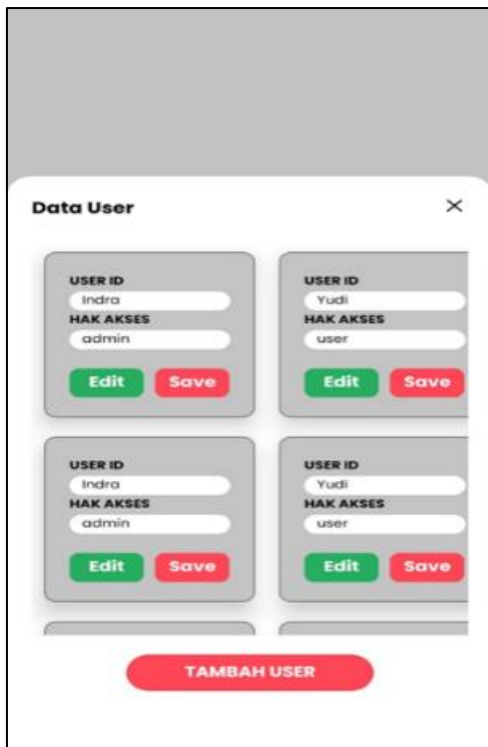 Data User
USER ID
Indra
HAK AKSES
admin
Edit Save
USER ID
Yudi
HAK AKSES
user
Edit Save
USER ID
Indra
HAK AKSES
admin
Edit Save
USER ID
Yudi
HAK AKSES
user
Edit Save
TAMBAH USER